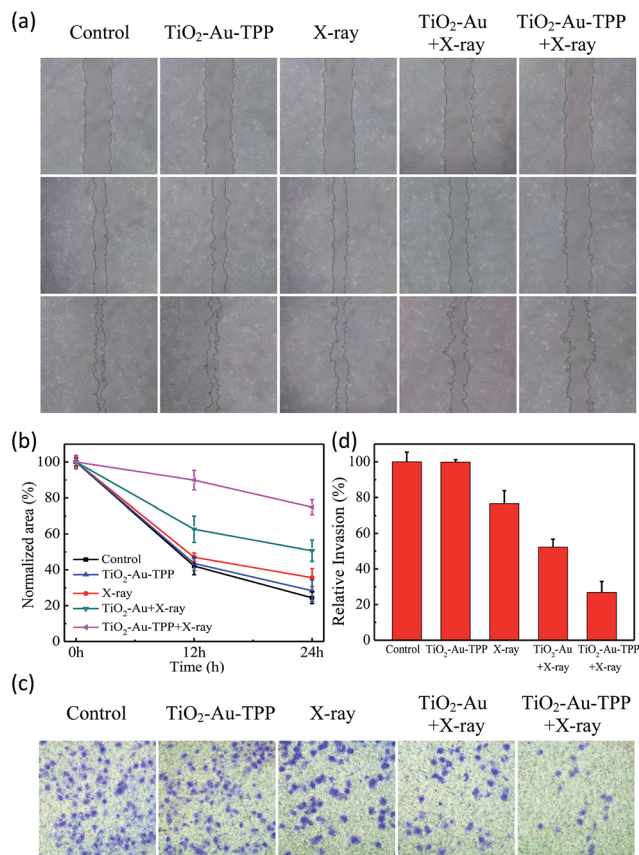 (a)
Control
TiO₂-Au-TPP
X-ray
TiO₂-Au
+X-ray
TiO₂-Au-TPP
+X-ray
(b)
100
80
60
40
20
0
Normalized area (%)
Control
TiO₂-Au-TPP
X-ray
TiO₂-Au+X-ray
TiO₂-Au-TPP+X-ray
0h
12h
24h
Time (h)
(d)
100
80
60
40
20
0
Relative Invasion (%)
Control
TiO₂-Au-TPP
X-ray
TiO₂-Au
+X-ray
TiO₂-Au-TPP
+X-ray
(c)
Control
TiO₂-Au-TPP
X-ray
TiO₂-Au
+X-ray
TiO₂-Au-TPP
+X-ray